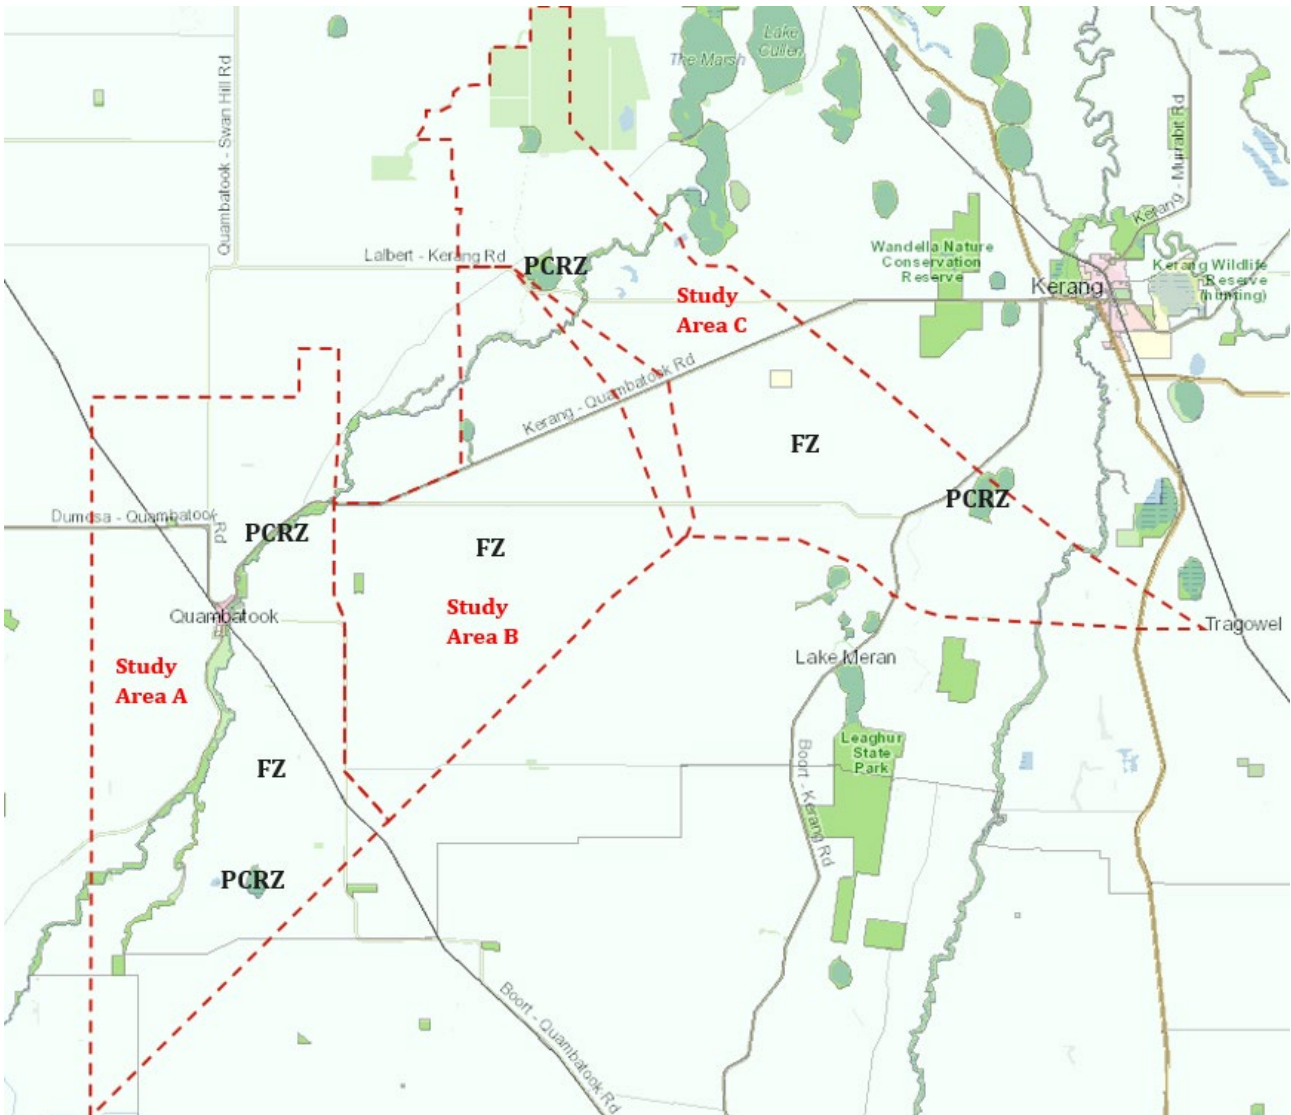 Lake
Cullen
The Marsh
Quambatook - Swan Hill Rd
Kerang - Murrabit Rd
Lalbert - Kerang Rd
PCRZ
Wandella Nature
Conservation
Reserve
Kerang Wildlife
Reserve
(hunting)
Kerang
Study
Area C
Kerang - Quambatook Rd
FZ
PCRZ
Dumosa - Quambatook
Rd
PCRZ
FZ
Quambatook
Study
Area B
Tragowel
Study
Area A
Lake Meran
Leaghur
State
Park
Boort - Kerang Rd
FZ
PCRZ
Boort - Quambatook Rd